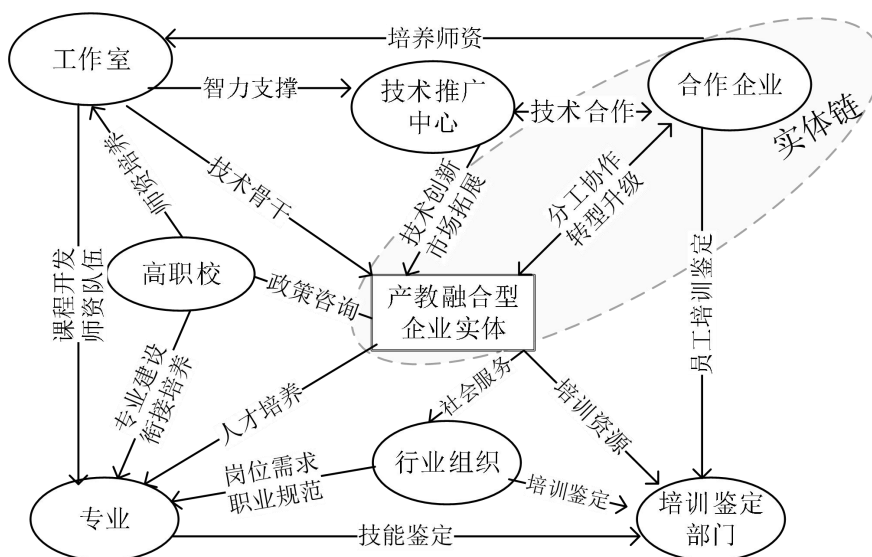 培养师资
工作室
智力支撑
技术推广
中心
合作企业
技术合作
实体链
师资培养
技术骨干
技术创新
市场拓展
分工协作
转型升级
高职校
政策咨询
产教融合型
企业实体
课程开发
师资队伍
员工培训鉴定
专业建设
衔接培养
人才培养
社会服务
培训资源
岗位需求
职业规范
行业组织
培训鉴定
专业
技能鉴定
培训鉴定
部门